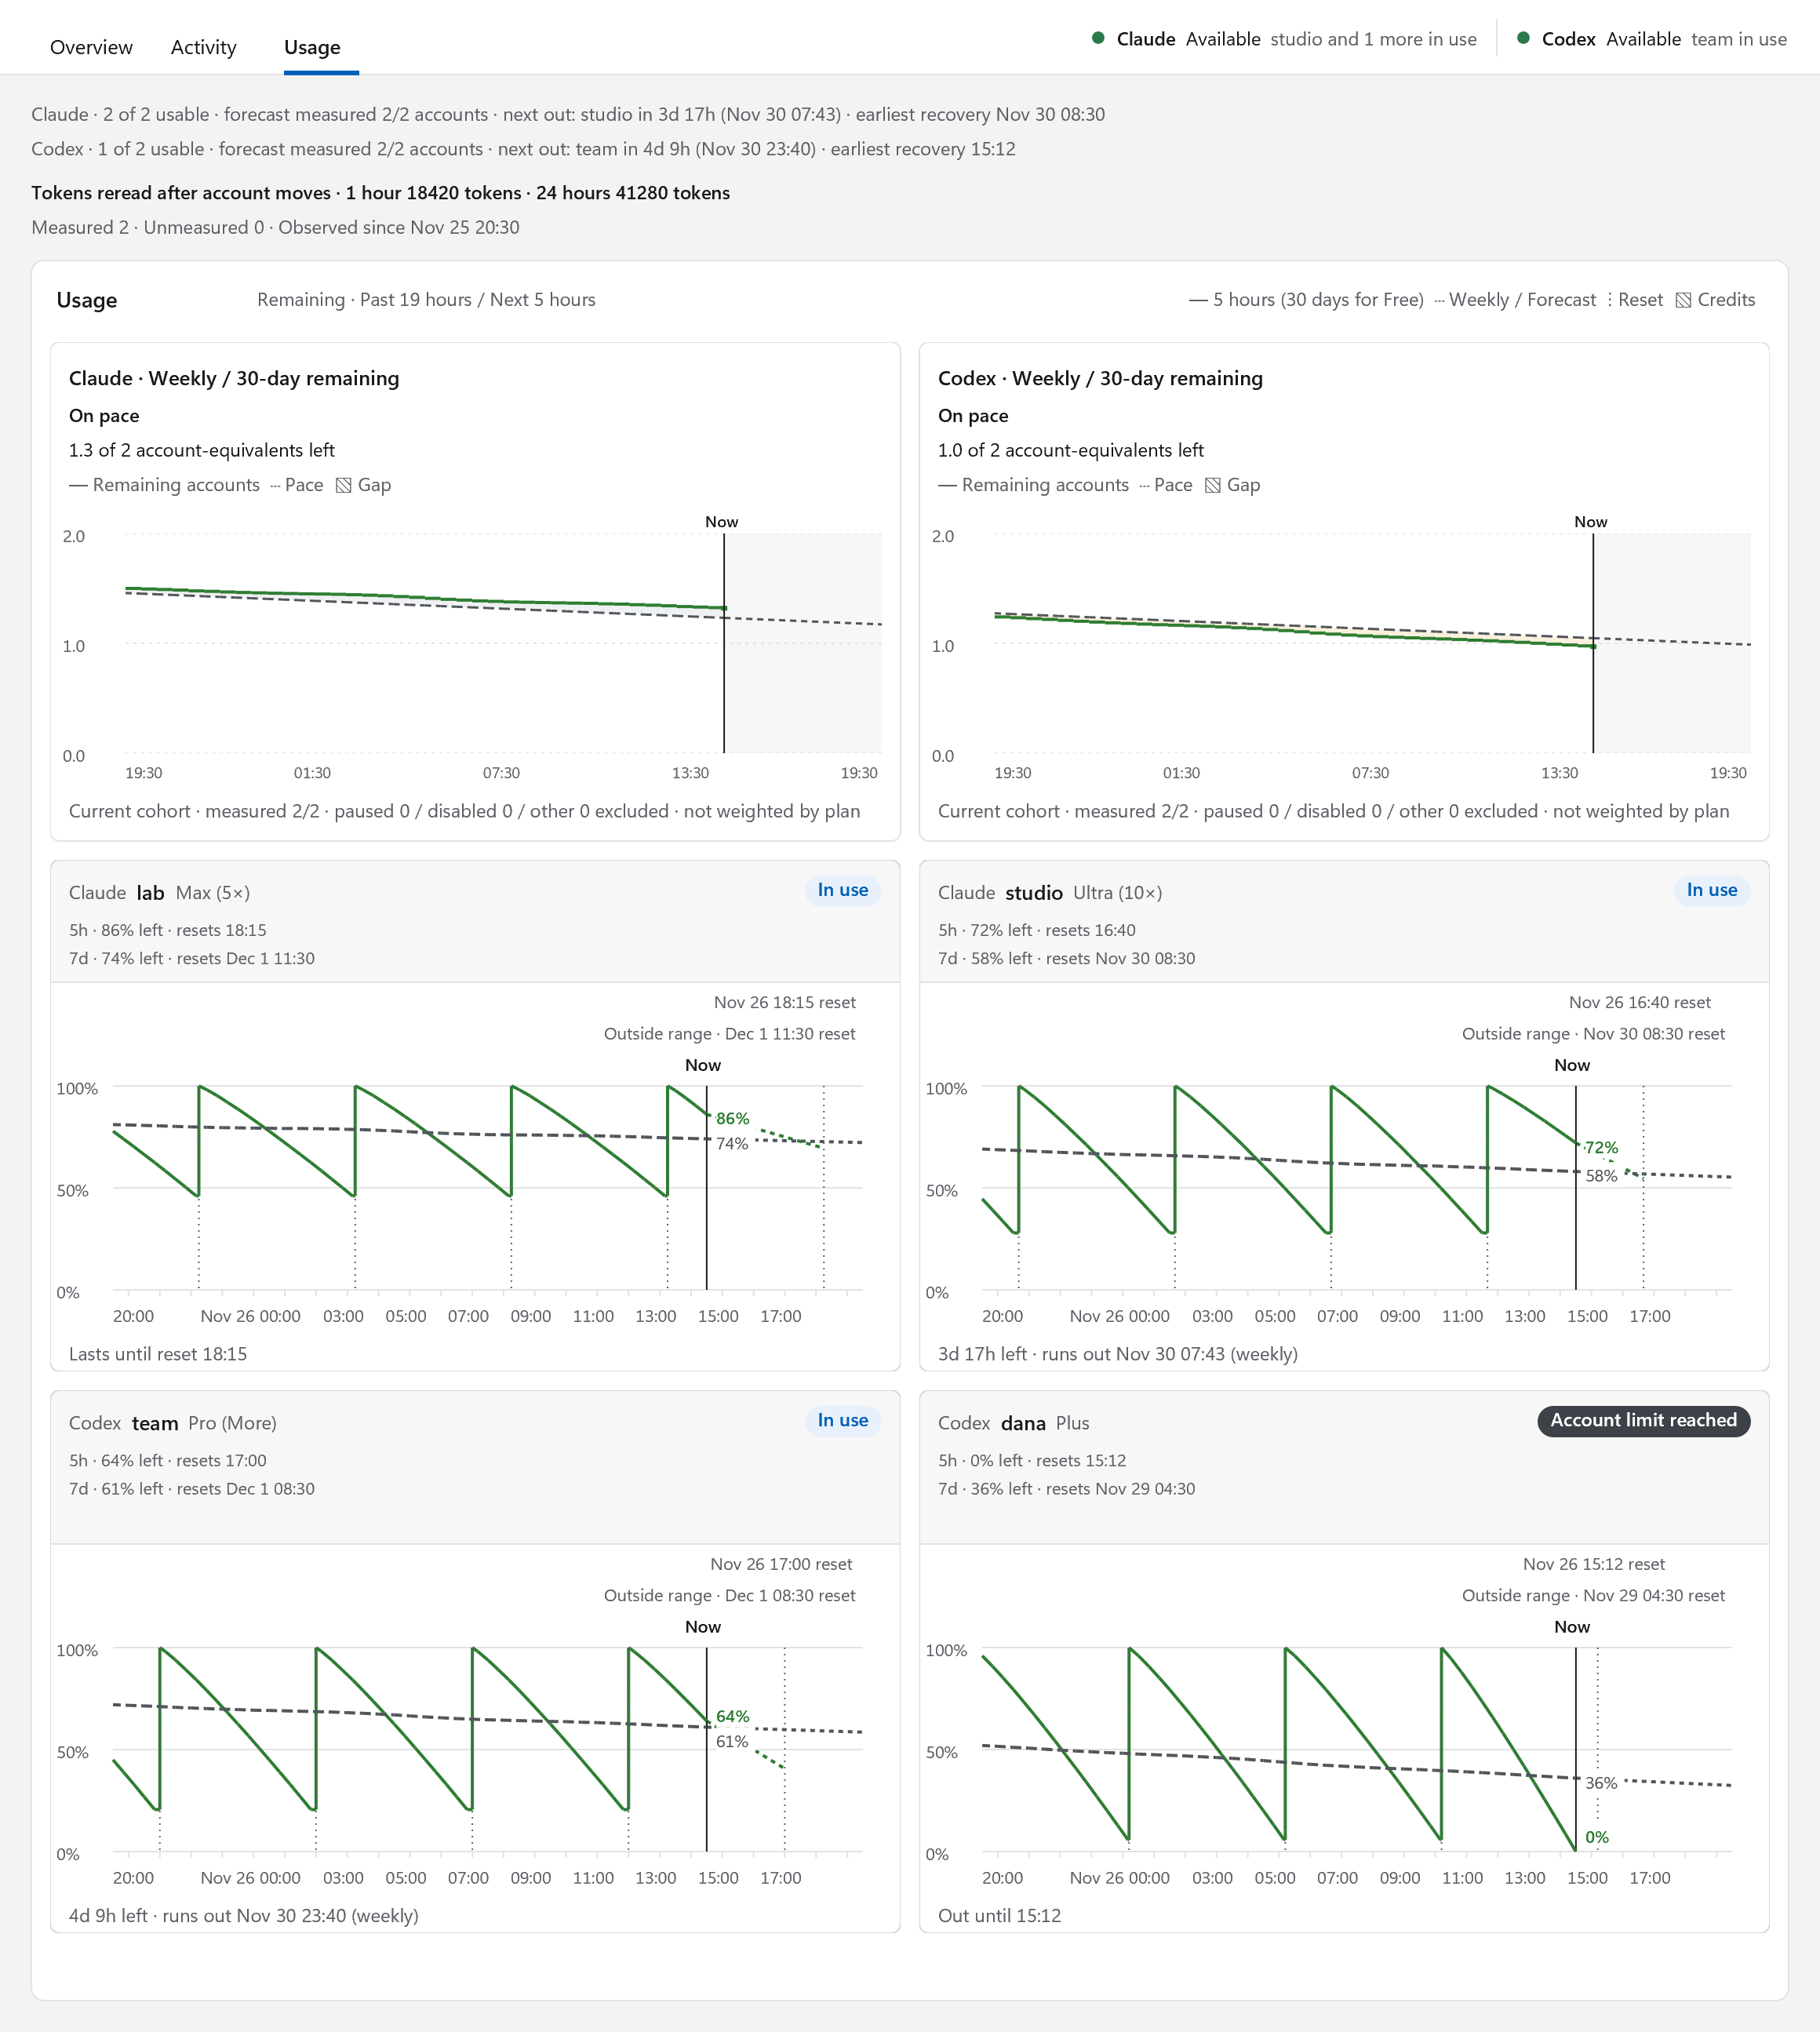 Overview Activity Usage
Claude Available studio and 1 more in use
Codex Available team in use
Claude · 2 of 2 usable · forecast measured 2/2 accounts · next out: studio in 3d 17h (Nov 30 07:43) · earliest recovery Nov 30 08:30
Codex · 1 of 2 usable · forecast measured 2/2 accounts · next out: team in 4d 9h (Nov 30 23:40) · earliest recovery 15:12
Tokens reread after account moves · 1 hour 18420 tokens · 24 hours 41280 tokens
Measured 2 · Unmeasured 0 · Observed since Nov 25 20:30
Usage Remaining · Past 19 hours / Next 5 hours
5 hours (30 days for Free) Weekly / Forecast Reset Credits
Claude · Weekly / 30-day remaining
On pace
1.3 of 2 account-equivalents left
Remaining accounts Pace Gap
Now
2.0
1.0
0.0
19:30 01:30 07:30 13:30 19:30
Current cohort · measured 2/2 · paused 0 / disabled 0 / other 0 excluded · not weighted by plan
Codex · Weekly / 30-day remaining
On pace
1.0 of 2 account-equivalents left
Remaining accounts Pace Gap
Now
2.0
1.0
0.0
19:30 01:30 07:30 13:30 19:30
Current cohort · measured 2/2 · paused 0 / disabled 0 / other 0 excluded · not weighted by plan
Claude lab Max (5×) In use
5h · 86% left · resets 18:15
7d · 74% left · resets Dec 1 11:30
Nov 26 18:15 reset
Outside range · Dec 1 11:30 reset
Now
100%
86%
74%
50%
0%
20:00 Nov 26 00:00 03:00 05:00 07:00 09:00 11:00 13:00 15:00 17:00
Lasts until reset 18:15
Claude studio Ultra (10×) In use
5h · 72% left · resets 16:40
7d · 58% left · resets Nov 30 08:30
Nov 26 16:40 reset
Outside range · Nov 30 08:30 reset
Now
100%
72%
58%
50%
0%
20:00 Nov 26 00:00 03:00 05:00 07:00 09:00 11:00 13:00 15:00 17:00
3d 17h left · runs out Nov 30 07:43 (weekly)
Codex team Pro (More) In use
5h · 64% left · resets 17:00
7d · 61% left · resets Dec 1 08:30
Nov 26 17:00 reset
Outside range · Dec 1 08:30 reset
Now
100%
64%
61%
50%
0%
20:00 Nov 26 00:00 03:00 05:00 07:00 09:00 11:00 13:00 15:00 17:00
4d 9h left · runs out Nov 30 23:40 (weekly)
Codex dana Plus Account limit reached
5h · 0% left · resets 15:12
7d · 36% left · resets Nov 29 04:30
Nov 26 15:12 reset
Outside range · Nov 29 04:30 reset
Now
100%
50%
36%
0%
0%
20:00 Nov 26 00:00 03:00 05:00 07:00 09:00 11:00 13:00 15:00 17:00
Out until 15:12